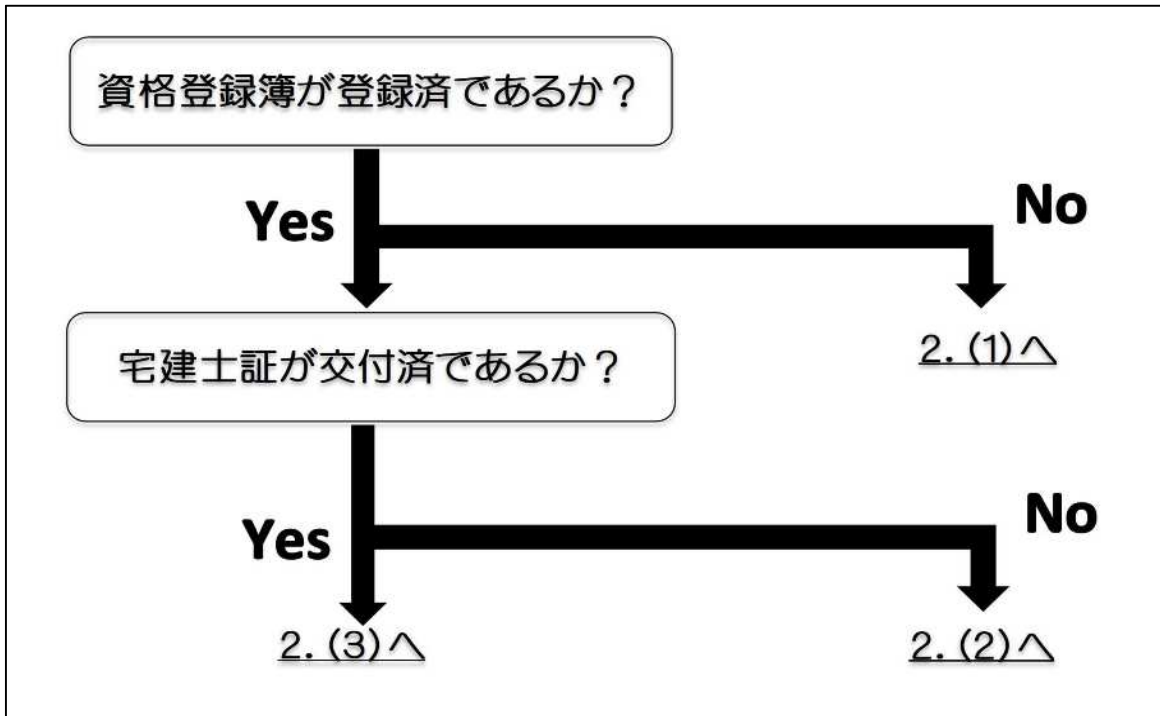 資格登録簿が登録済であるか？
Yes
No
2. (1)へ
宅建士証が交付済であるか？
Yes
No
2. (3)へ
2. (2)へ